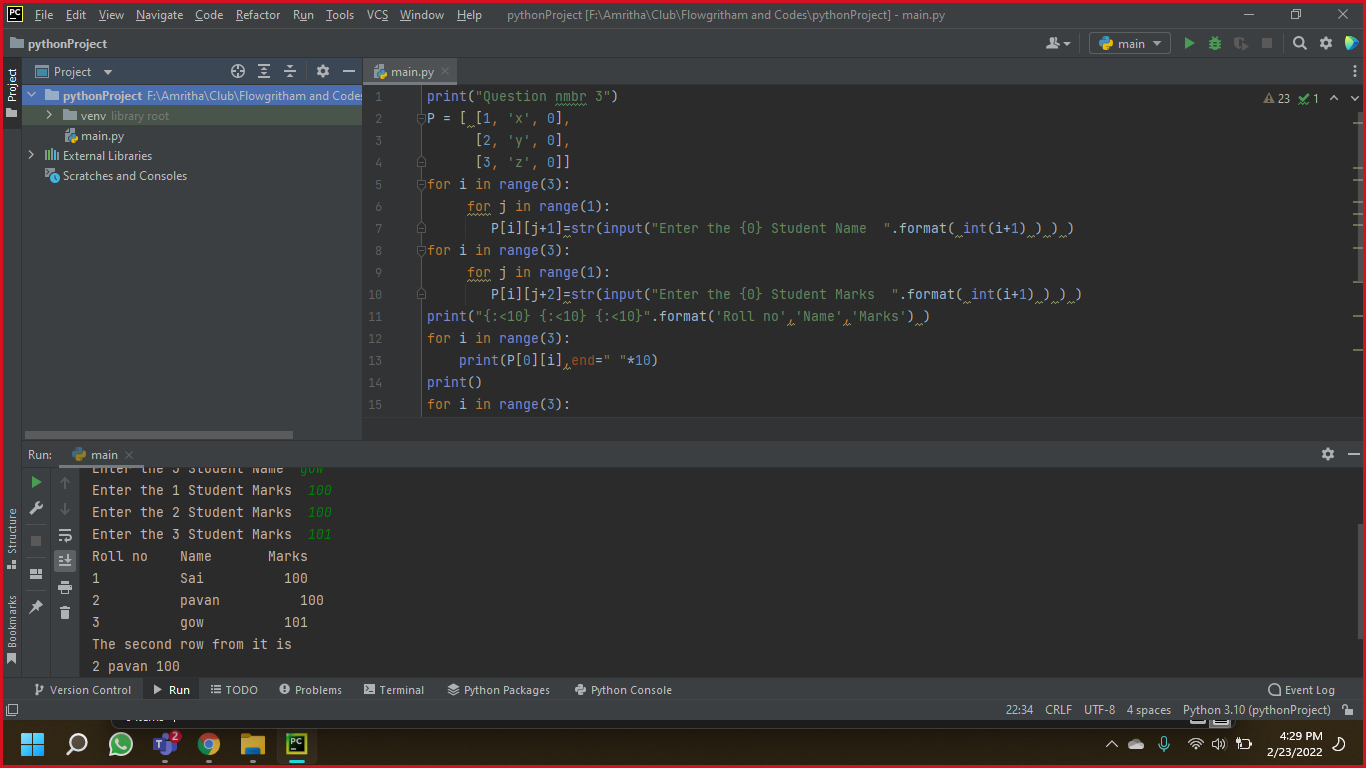 File Edit View Navigate Code Refactor Run Tools VCS Window Help pythonProject [F:\Amritha\Club\Flowgritham and Codes\pythonProject] - main.py
pythonProject main
Project
Project
main.py
pythonProject F:\Amritha\Club\Flowgritham and Codes
venv library root
main.py
External Libraries
Scratches and Consoles
23 1
1 print("Question nmbr 3")
2 P = [ [1, 'x', 0],
3 [2, 'y', 0],
4 [3, 'z', 0]]
5 for i in range(3):
6 for j in range(1):
7 P[i][j+1]=str(input("Enter the {0} Student Name  ".format( int(i+1) ) ) )
8 for i in range(3):
9 for j in range(1):
10 P[i][j+2]=str(input("Enter the {0} Student Marks  ".format( int(i+1) ) ) )
11 print("{:<10} {:<10} {:<10}".format('Roll no','Name','Marks') )
12 for i in range(3):
13 print(P[0][i],end=" "*10)
14 print()
15 for i in range(3):
Run: main
Enter the 3 Student Name  gow
Enter the 1 Student Marks  100
Enter the 2 Student Marks  100
Enter the 3 Student Marks  101
Roll no    Name       Marks
1          Sai          100
2          pavan          100
3          gow          101
The second row from it is
2 pavan 100
Structure
Bookmarks
Version Control Run TODO Problems Terminal Python Packages Python Console Event Log
22:34 CRLF UTF-8 4 spaces Python 3.10 (pythonProject)
2
PC
4:29 PM
2/23/2022